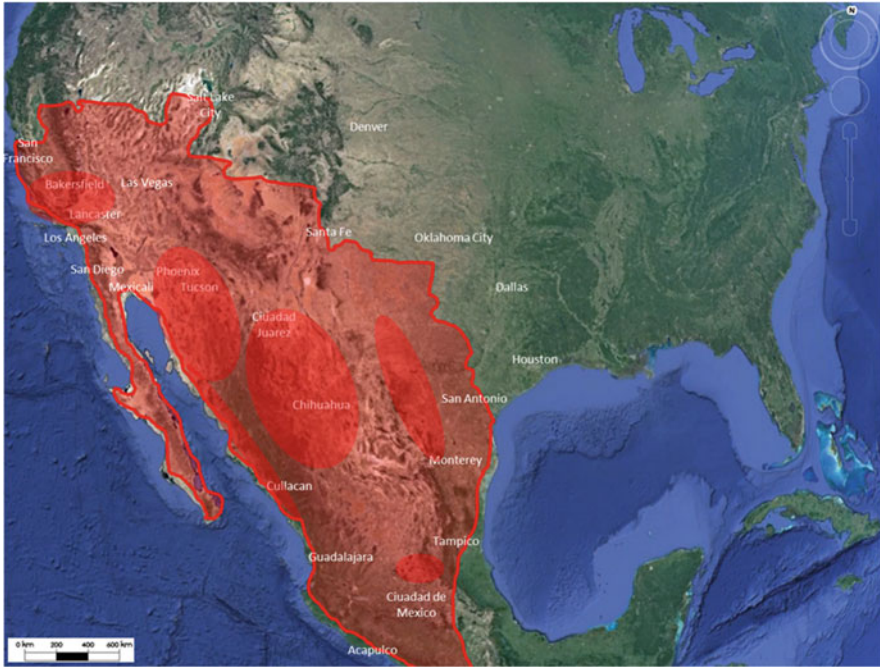 N
Salt Lake
City
Denver
San
Francisco
Bakersfield
Las Vegas
Lancaster
Los Angeles
Santa Fe
Oklahoma City
San Diego
Phoenix
Mexicali
Tucson
Dallas
Ciuadad
Juarez
Houston
Chihuahua
San Antonio
Monterey
Cullacan
Tampico
Guadalajara
Ciuadad de
Mexico
Acapulco
0 km 200 400 600 km